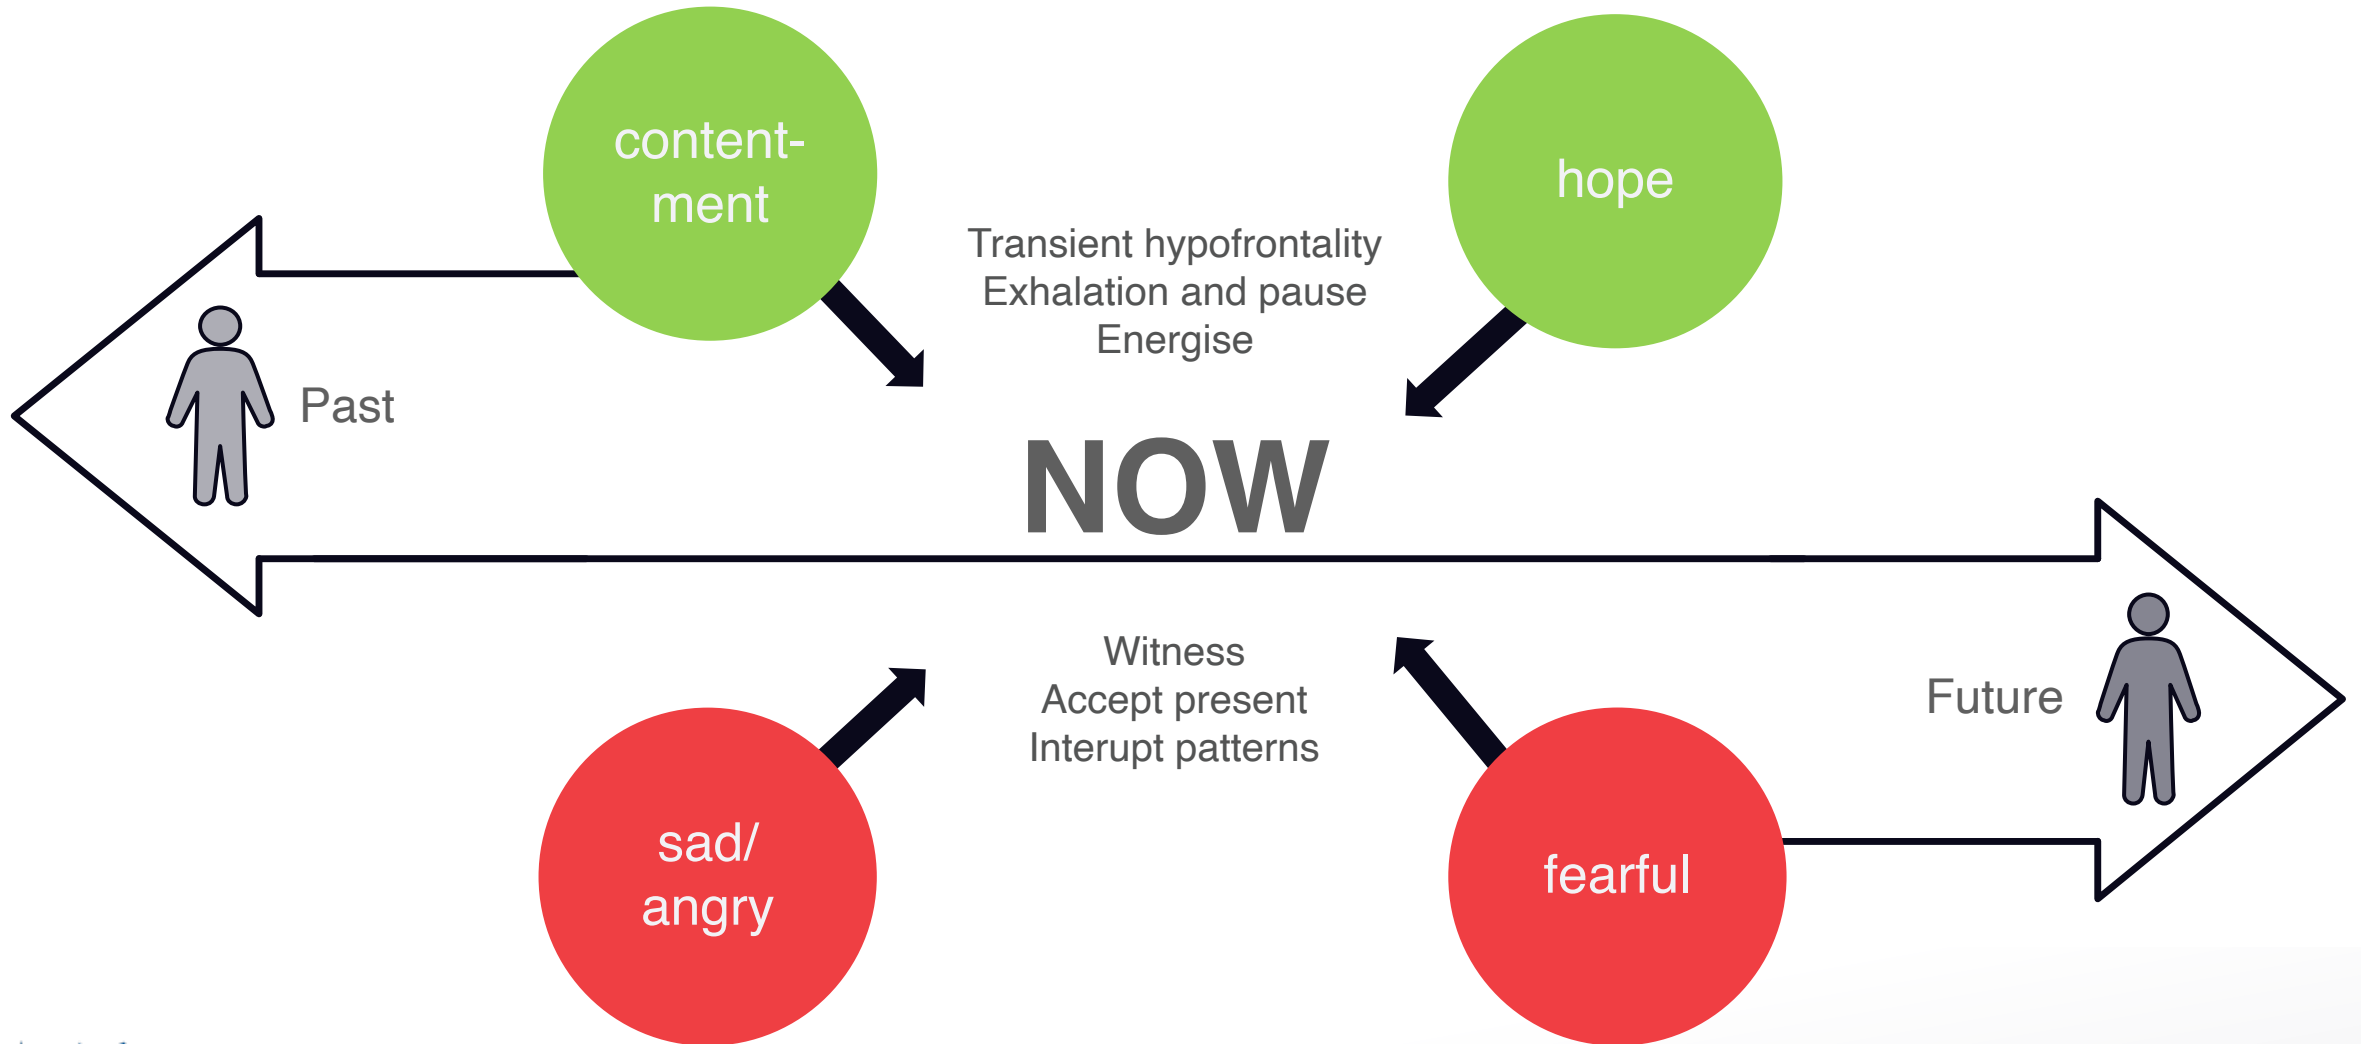 content-
ment
hope
Transient hypofrontality
Exhalation and pause
Energise
Past
NOW
Witness
Accept present
Interupt patterns
Future
sad/
angry
fearful